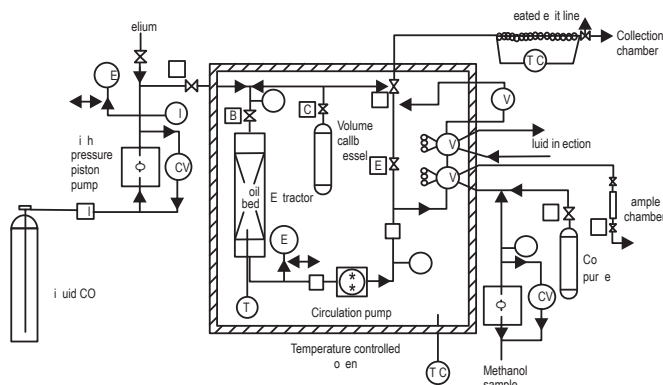 elium
E
I
i h
pressure
piston
pump
CV
I
i uid CO
B
C
Volume
callb
essel
oil
bed
E tractor
E
T
E
Circulation pump
Temperature controlled
o en
T C
eated e it line
T C
Collection
chamber
V
V
V
luid in ection
ample
chamber
Co
pur e
CV
Methanol
sample